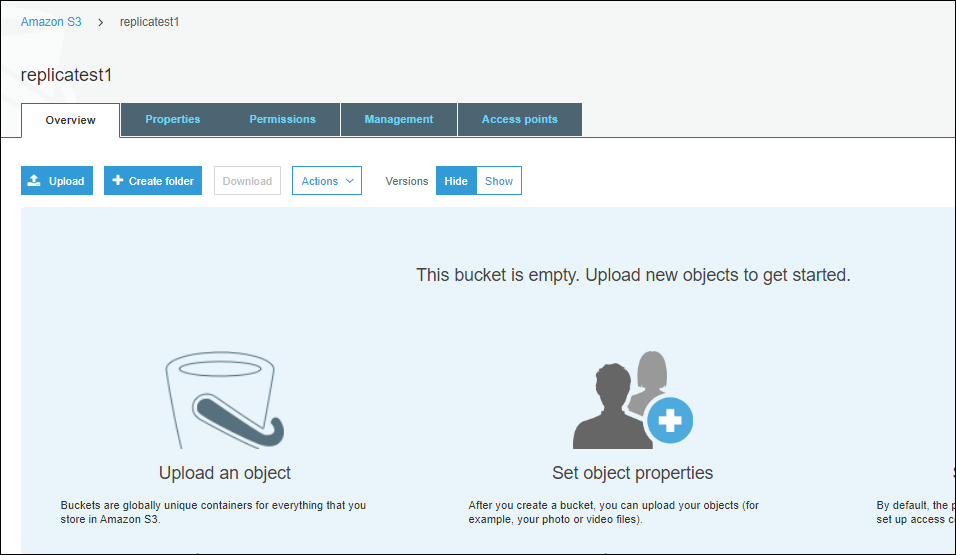 Amazon S3 > replicatest1
replicatest1
Overview Properties Permissions Management Access points
Upload Create folder Download Actions Versions Hide Show
This bucket is empty. Upload new objects to get started.
Upload an object Set object properties
Buckets are globally unique containers for everything that you
store in Amazon S3.
After you create a bucket, you can upload your objects (for
example, your photo or video files).
By default, the
set up access